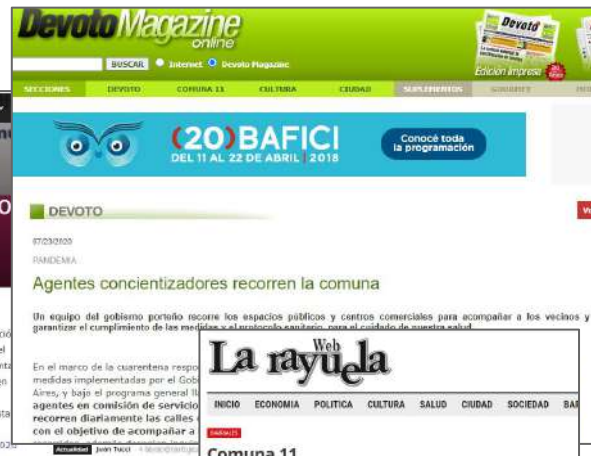 DevotoMagazine
online
Devoto
BUSCAR
Internet
Devoto Magazine
Edición Impresa
SECCIONES
DEVOTO
COMUNA 11
CULTURA
CIUDAD
SUPLEMENTOS
(20) BAFICI
DEL 11 AL 22 DE ABRIL | 2018
Conocé toda
la programación
DEVOTO
07/23/2020
PANDEMIA
Agentes concientizadores recorren la comuna
Un equipo del gobierno porteño recorre los espacios públicos y centros comerciales para acompañar a los vecinos y
garantizar el cumplimiento de las medidas y el protocolo sanitario, para el cuidado de nuestra salud
En el marco de la cuarentena respo
medidas implementadas por el Gobi
Aires, y bajo el programa general ll
agentes en comisión de servicio
recorren diariamente las calles
con el objetivo de acompañar a
Actualidad
Juan Tucci
La rayuela
Web
INICIO
ECONOMIA
POLITICA
CULTURA
SALUD
CIUDAD
SOCIEDAD
BAR
Comuna 11